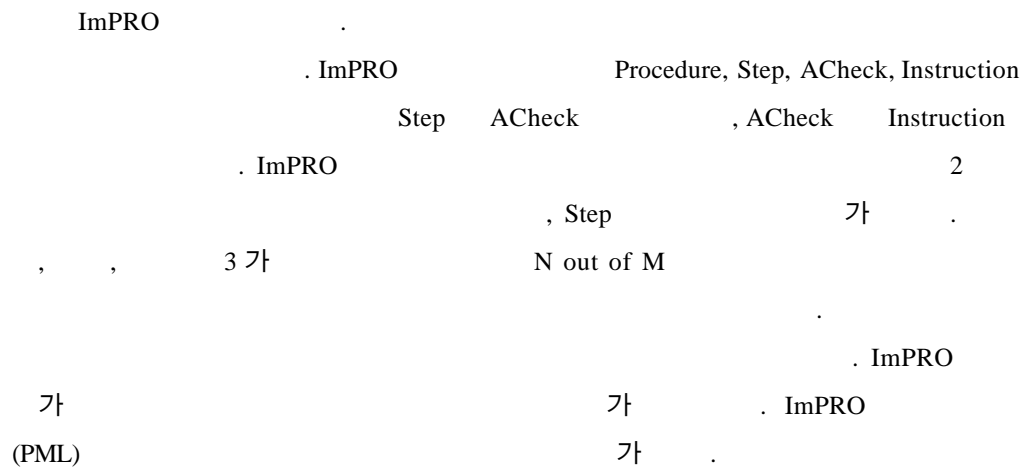 ImPRO .
. ImPRO Procedure, Step, ACheck, Instruction
Step ACheck , ACheck Instruction
. ImPRO 2
, Step 가 .
, , 3 가 N out of M
.
. ImPRO
가 가 . ImPRO
(PML) 가 .